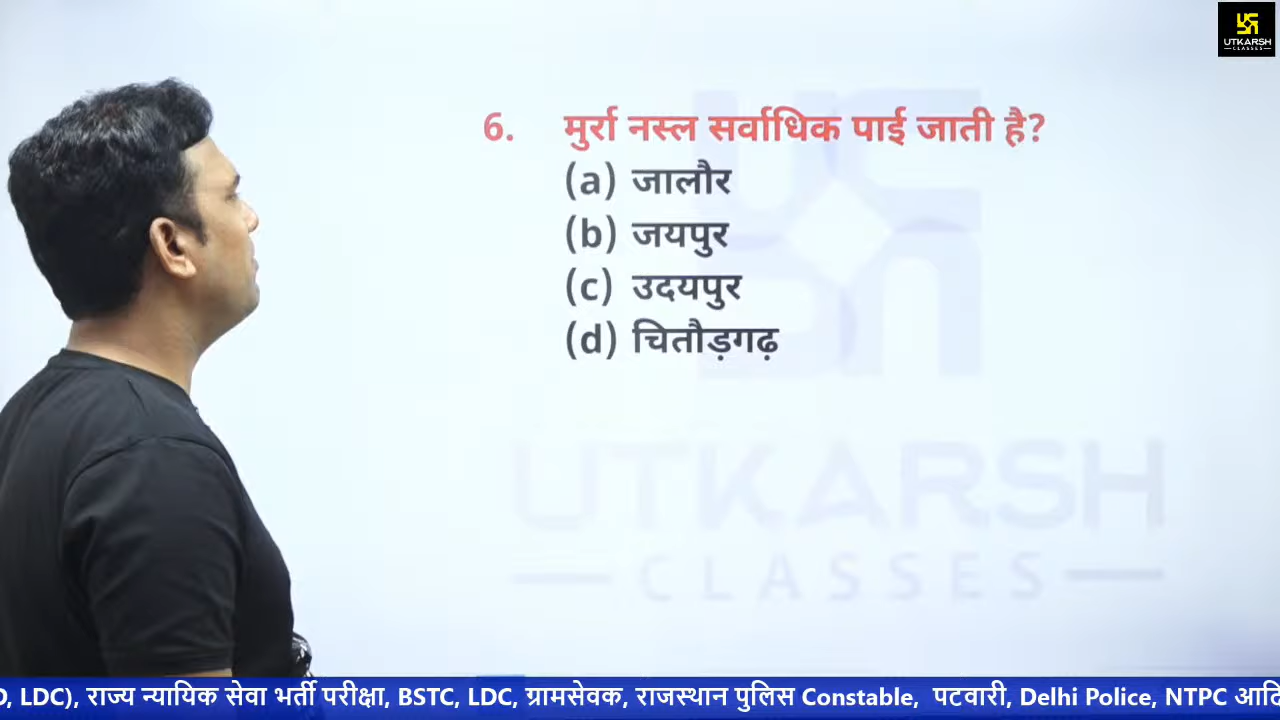 UTKARSH
CLASSES
6. मुर्रा नस्ल सर्वाधिक पाई जाती है?
(a) जालौर
(b) जयपुर
(c) उदयपुर
(d) चितौड़गढ़
UTKARSH
CLASSES
LDC), राज्य न्यायिक सेवा भर्ती परीक्षा, BSTC, LDC, ग्रामसेवक, राजस्थान पुलिस Constable, पटवारी, Delhi Police, NTPC